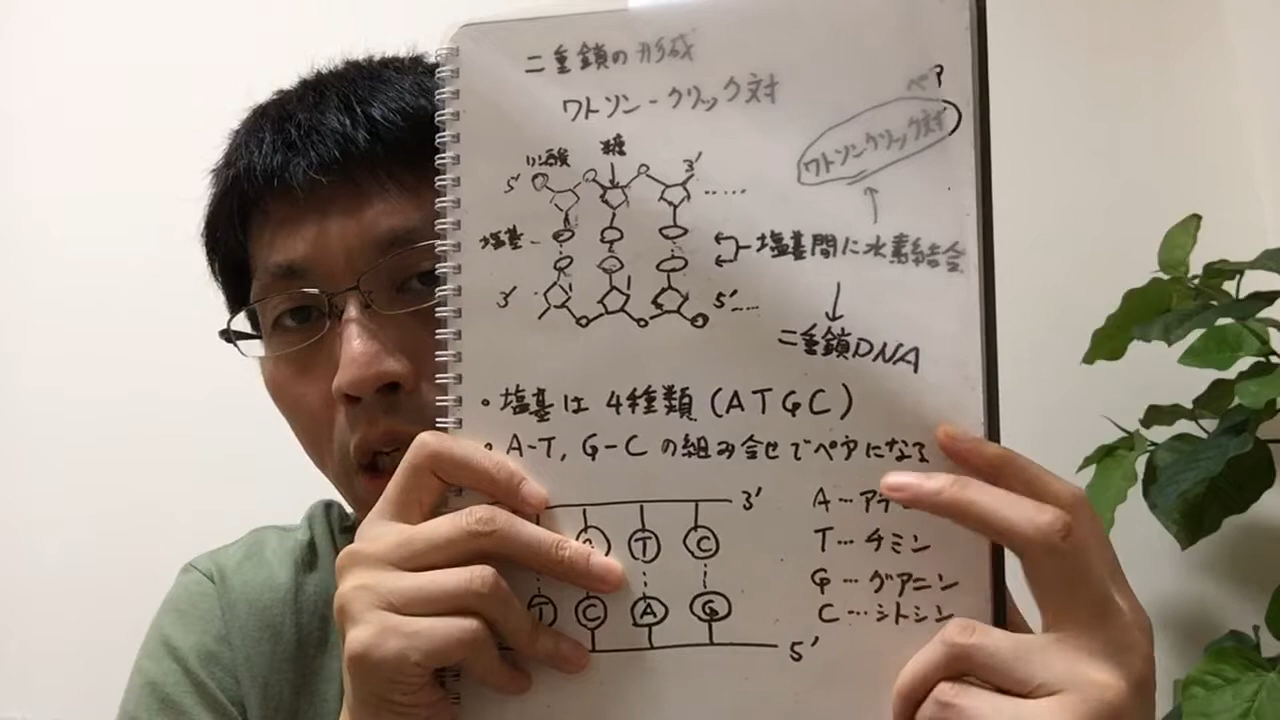 二重鎖の形成
ワトソン-クリック対
ペア
ワトソンクリック対
リン酸
糖
5′
3′
塩基
塩基間に水素結合
3′
5′
二重鎖DNA
・塩基は4種類(ATGC)
・A-T, G-Cの組み合せでペアになる
3′
A…アデ
T C
T…チミン
G…グアニン
T C A G
C…シトシン
5′